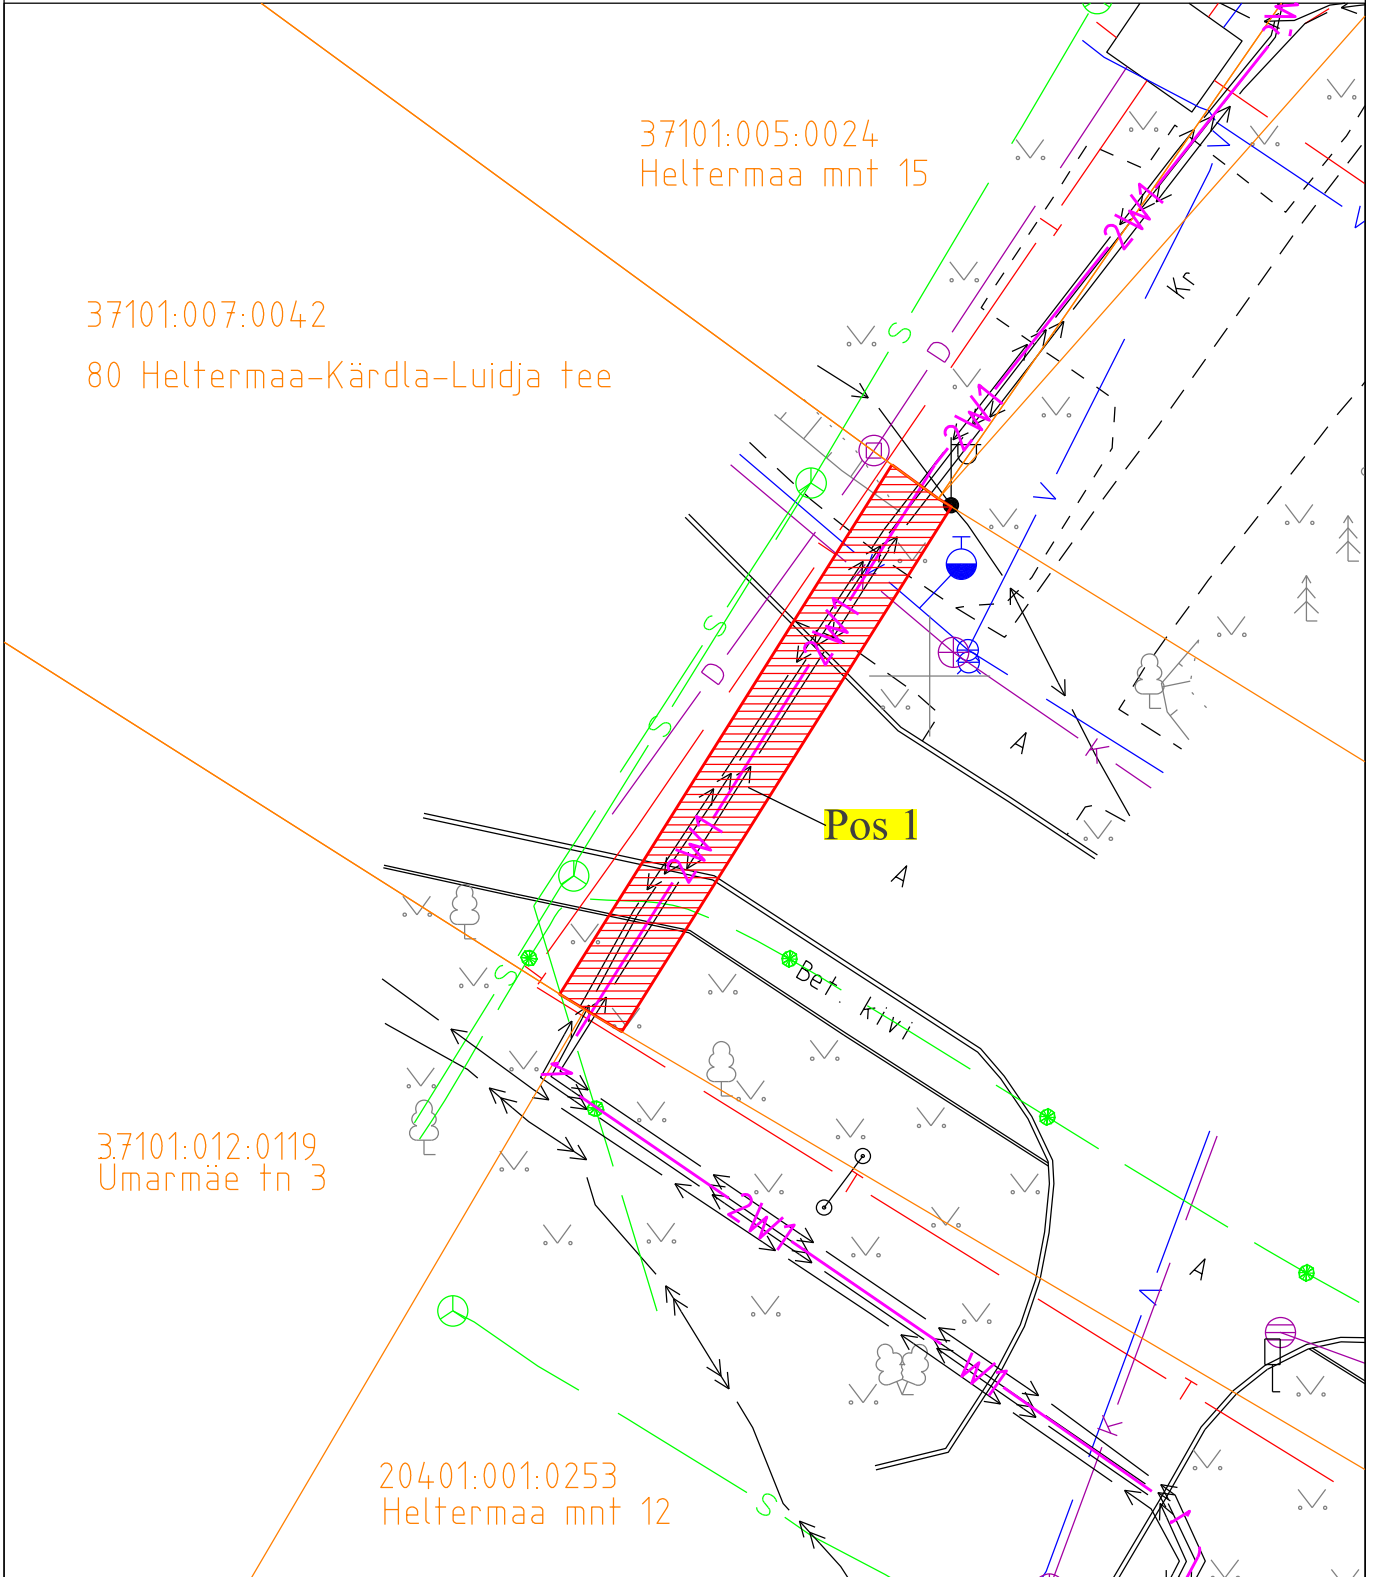 37101:005:0024
Heltermaa mnt 15
37101:007:0042
80 Heltermaa-Kärdla-Luidja tee
2W1
V
V
T
Kr
S
D
2W1
U
V
2W1
S
D
S
A
K
2W1
Pos 1
A
S
Bet. kivi
T
37101:012:0119
Ümarmäe tn 3
T
2W1
A
V
W1
T
K
20401:001:0253
Heltermaa mnt 12
S